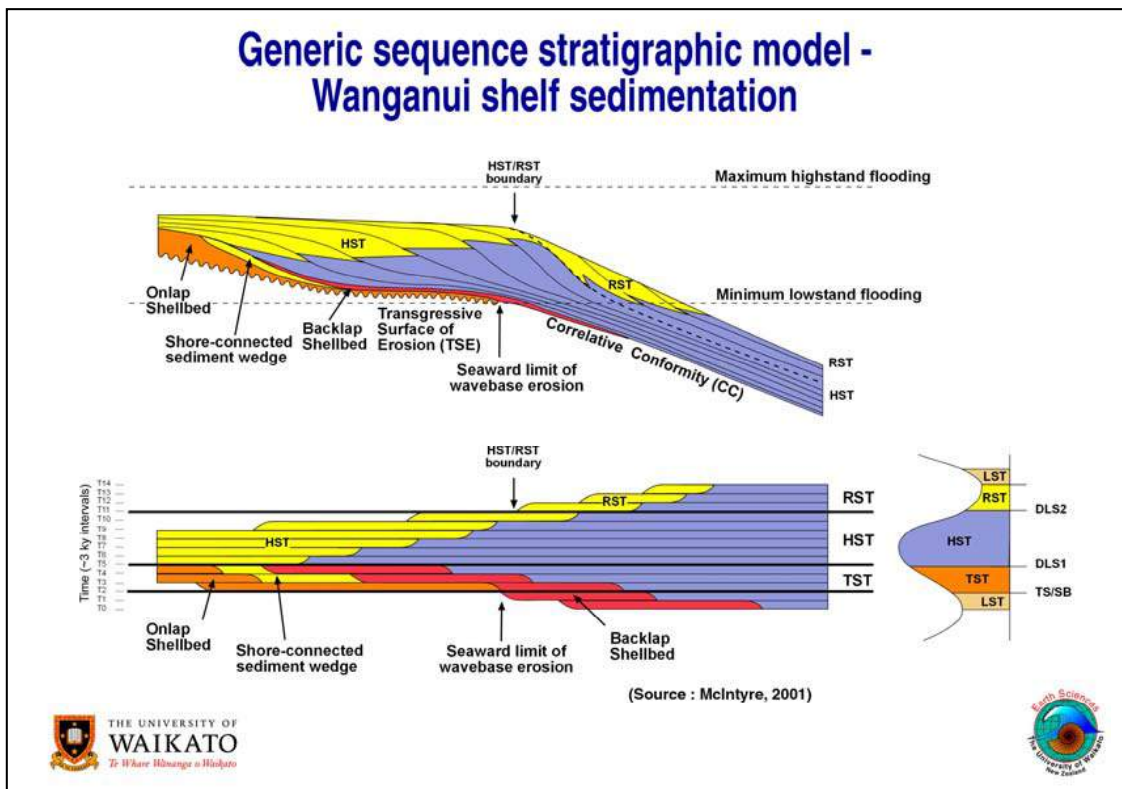 Generic sequence stratigraphic model -
Wanganui shelf sedimentation
HST/RST
boundary
Maximum highstand flooding
HST
RST
Minimum lowstand flooding
Onlap
Shellbed
Shore-connected
sediment wedge
Backlap
Shellbed
Transgressive
Surface of
Erosion (TSE)
Seaward limit of
wavebase erosion
Correlative Conformity (CC)
RST
HST
HST/RST
boundary
Time (~3 ky intervals)
T14
T13
T12
T11
T10
T9
T8
T7
T6
T5
T4
T3
T2
T1
T0
RST
HST
RST
HST
TST
Onlap
Shellbed
Shore-connected
sediment wedge
Seaward limit of
wavebase erosion
Backlap
Shellbed
LST
RST
DLS2
HST
DLS1
TST
TS/SB
LST
(Source : McIntyre, 2001)
THE UNIVERSITY OF
WAIKATO
Te Whare Wānanga o Waikato
Earth Sciences
The University of Waikato
New Zealand